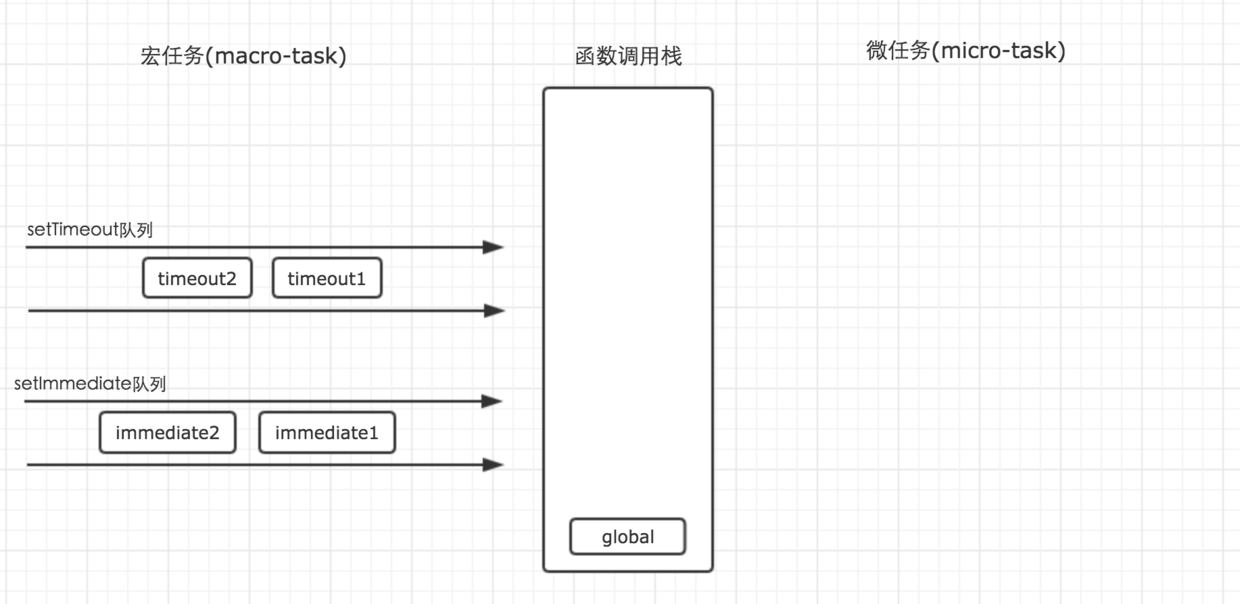 宏任务(macro-task)
函数调用栈
微任务(micro-task)
setTimeout队列
timeout2
timeout1
setImmediate队列
immediate2
immediate1
global